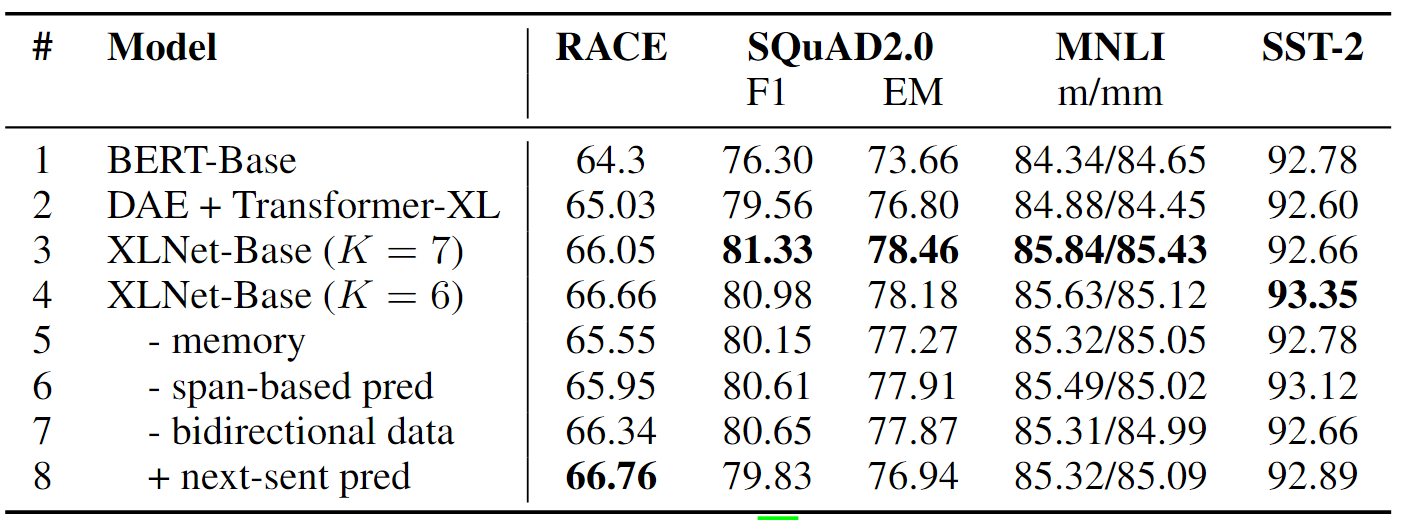 # Model RACE SQuAD2.0 MNLI SST-2
F1 EM m/mm
1 BERT-Base 64.3 76.30 73.66 84.34/84.65 92.78
2 DAE + Transformer-XL 65.03 79.56 76.80 84.88/84.45 92.60
3 XLNet-Base (K = 7) 66.05 81.33 78.46 85.84/85.43 92.66
4 XLNet-Base (K = 6) 66.66 80.98 78.18 85.63/85.12 93.35
5 - memory 65.55 80.15 77.27 85.32/85.05 92.78
6 - span-based pred 65.95 80.61 77.91 85.49/85.02 93.12
7 - bidirectional data 66.34 80.65 77.87 85.31/84.99 92.66
8 + next-sent pred 66.76 79.83 76.94 85.32/85.09 92.89